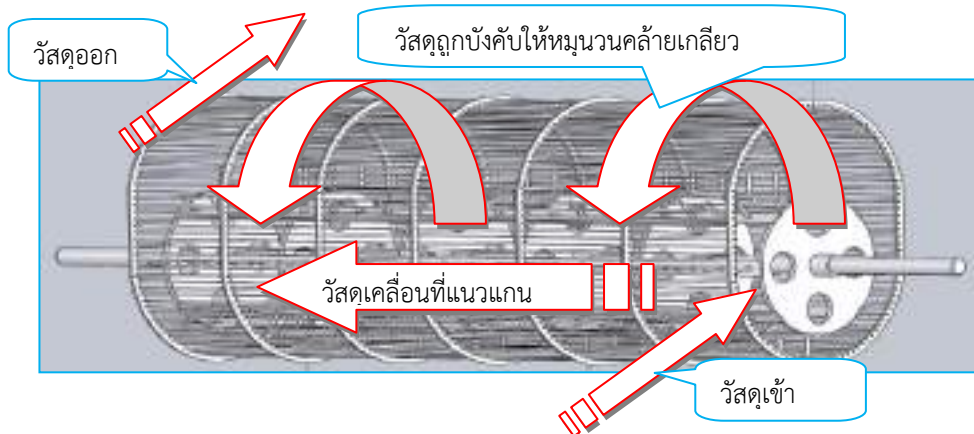 วัสดุออก
วัสดุถูกบังคับให้หมุนวนคล้ายเกลียว
วัสดุเคลื่อนที่แนวแกน
วัสดุเข้า